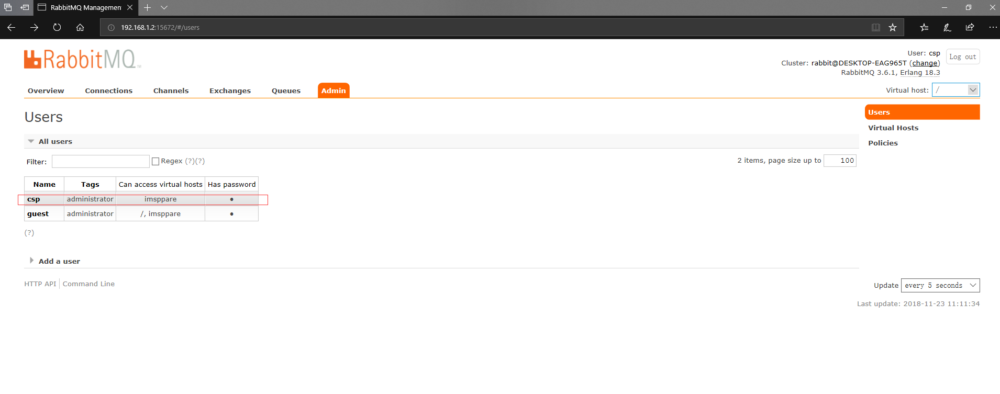 RabbitMQ Managemen
192.168.1.2:15672/#/users
RabbitMQ™
User: csp
Log out
Cluster: rabbit@DESKTOP-EAG965T (change)
RabbitMQ 3.6.1, Erlang 18.3
Overview Connections Channels Exchanges Queues Admin
Virtual host: /
Users
Users
Virtual Hosts
Policies
All users
Filter: Regex (?)(?)
2 items, page size up to 100
Name Tags Can access virtual hosts Has password
csp administrator imsppare ●
guest administrator /, imsppare ●
(?)
Add a user
HTTP API Command Line
Update every 5 seconds
Last update: 2018-11-23 11:11:34